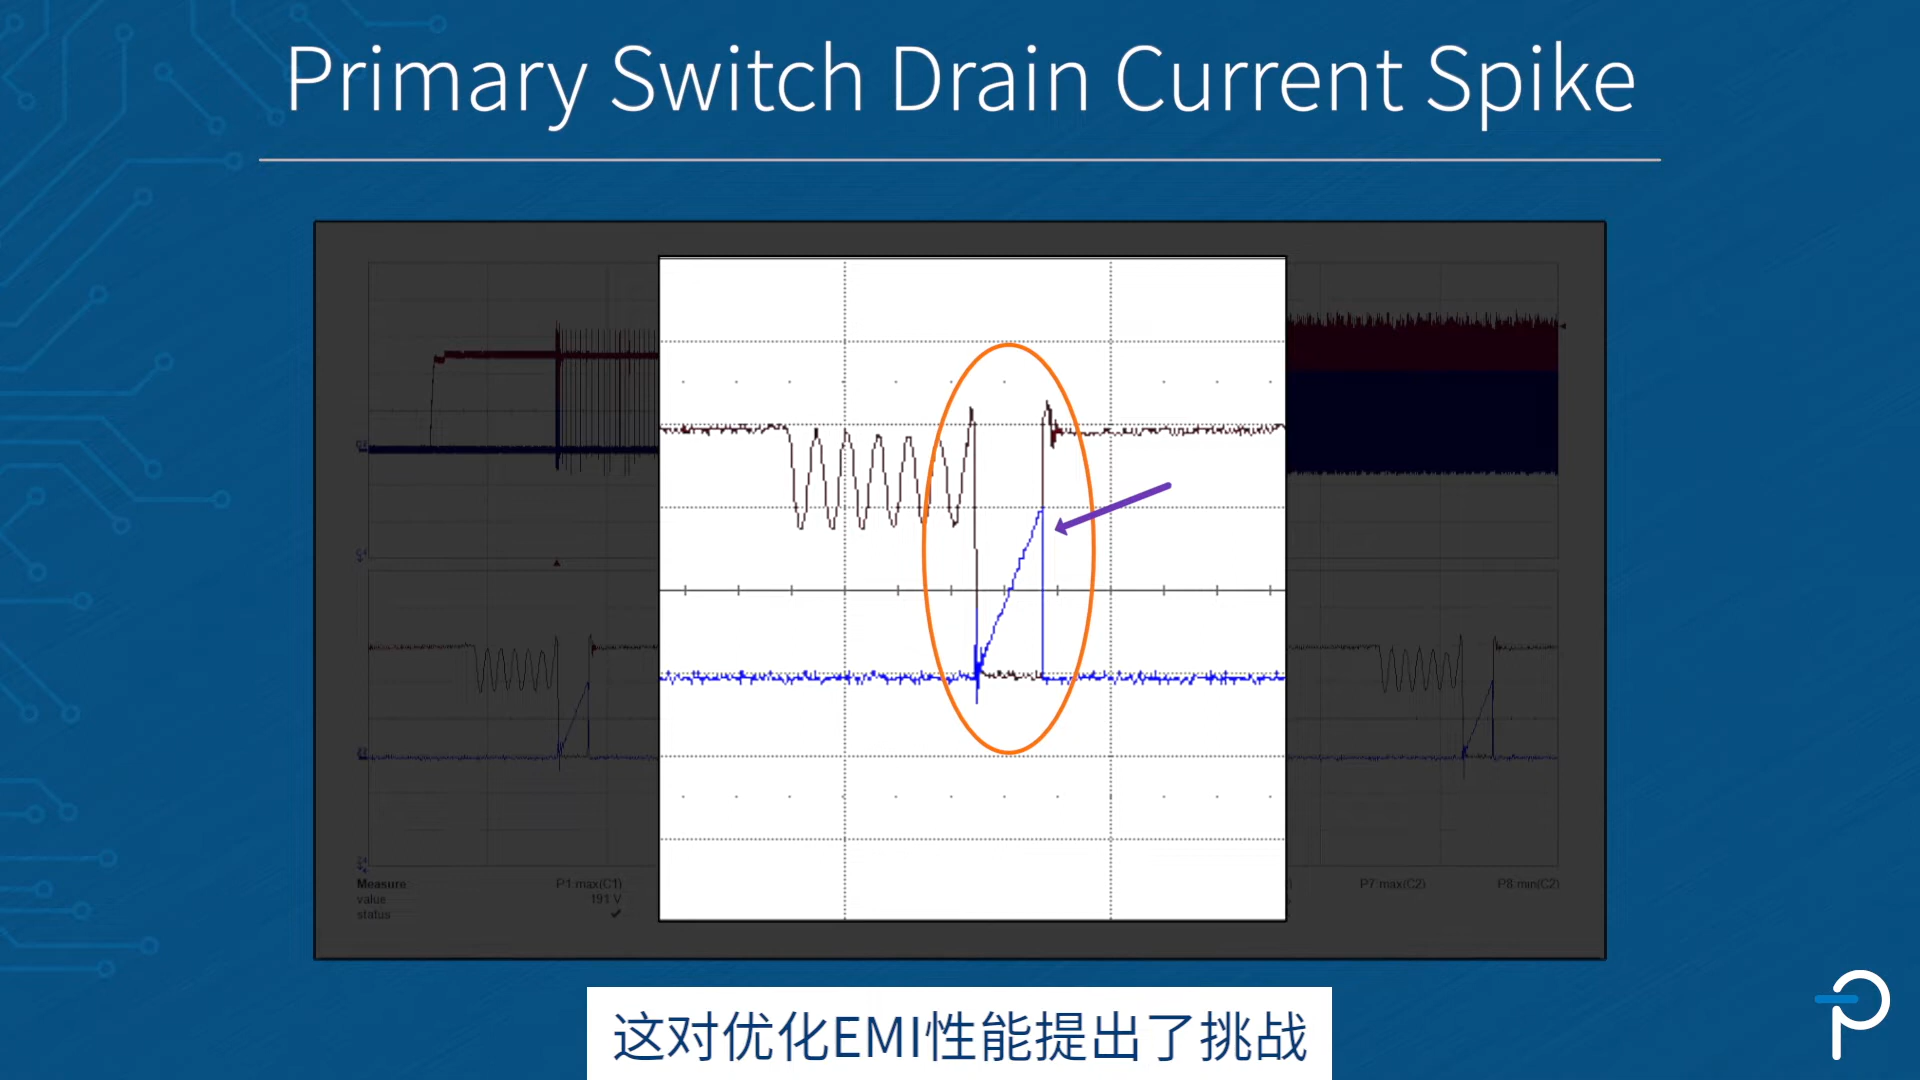 Primary Switch Drain Current Spike
Measure P1:max(C1) P7:max(C2) P8:min(C2)
value 191 V
status ✓
这对优化EMI性能提出了挑战